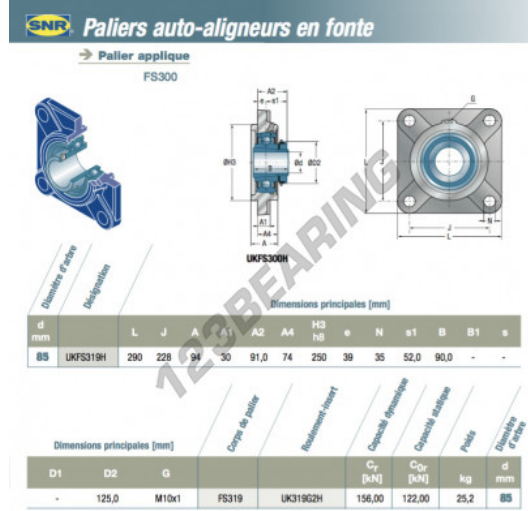 SNR Paliers auto-aligneurs en fonte
Palier applique
FS300
A2
e s1
G
ØH3
B
Ød
ØD2
L
J
A1
A4
A
N
J
L
UKFS300H
123BEARING
Diamètre d'arbre
Désignation
Dimensions principales [mm]
d mm L J A A1 A2 A4 H3 h8 e N s1 B B1 s
85 UKFS319H 290 228 94 30 91,0 74 250 39 35 52,0 90,0 - -
Dimensions principales [mm]
Corps de palier
Roulement-insert
Capacité dynamique
Capacité statique
Poids
Diamètre d'arbre
D1 D2 G Cr [kN] C0r [kN] kg d mm
- 125,0 M10x1 FS319 UK319G2H 156,00 122,00 25,2 85